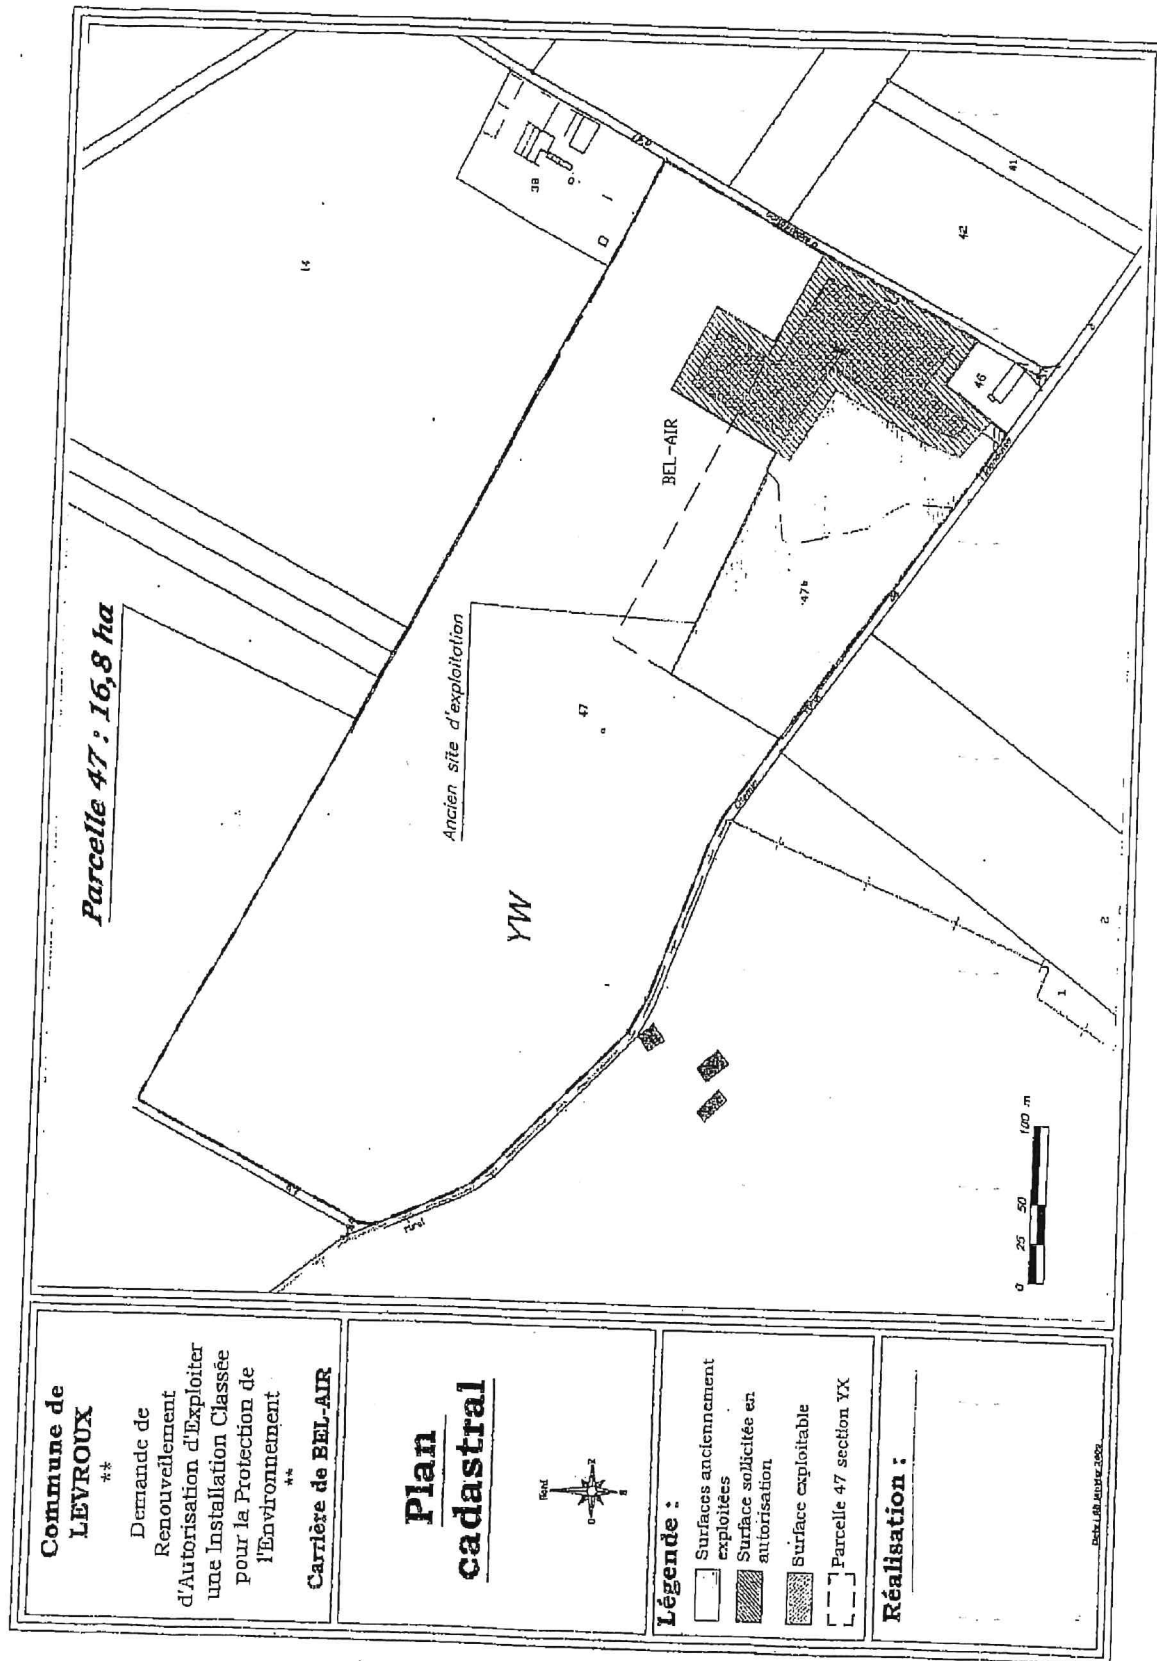 Commune de
LEVROUX
**
Demande de
Renouvellement
d'Autorisation d'Exploiter
une Installation Classée
pour la Protection de
l'Environnement
**
Carrière de BEL-AIR
Plan
cadastral
Nord
Légende :
Surfaces anciennement
exploitées
Surface sollicitée en
autorisation
Surface exploitable
Parcelle 47 section YX
Réalisation :
Parcelle 47 : 16,8 ha
Ancien site d'exploitation
YW
BEL-AIR
47
47b
46
42
41
38
14
1
2
Chemin
0 25 50 100 m